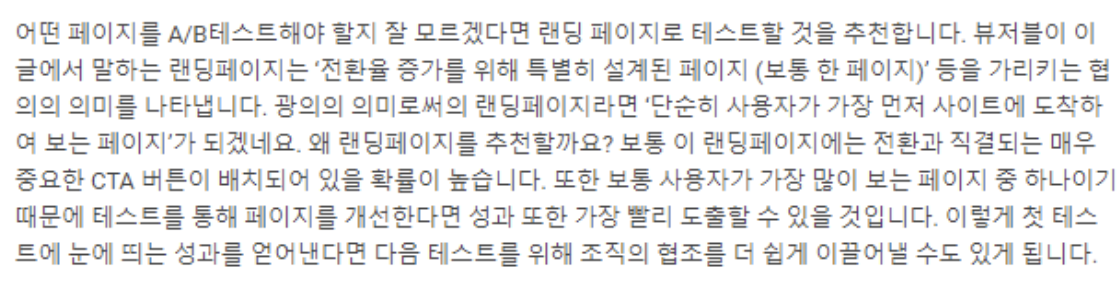 어떤 페이지를 A/B테스트해야 할지 잘 모르겠다면 랜딩 페이지로 테스트할 것을 추천합니다. 뷰저블이 이
글에서 말하는 랜딩페이지는 ‘전환율 증가를 위해 특별히 설계된 페이지 (보통 한 페이지)’ 등을 가리키는 협
의의 의미를 나타냅니다. 광의의 의미로써의 랜딩페이지라면 ‘단순히 사용자가 가장 먼저 사이트에 도착하
여 보는 페이지’가 되겠네요. 왜 랜딩페이지를 추천할까요? 보통 이 랜딩페이지에는 전환과 직결되는 매우
중요한 CTA 버튼이 배치되어 있을 확률이 높습니다. 또한 보통 사용자가 가장 많이 보는 페이지 중 하나이기
때문에 테스트를 통해 페이지를 개선한다면 성과 또한 가장 빨리 도출할 수 있을 것입니다. 이렇게 첫 테스
트에 눈에 띄는 성과를 얻어낸다면 다음 테스트를 위해 조직의 협조를 더 쉽게 이끌어낼 수도 있게 됩니다.